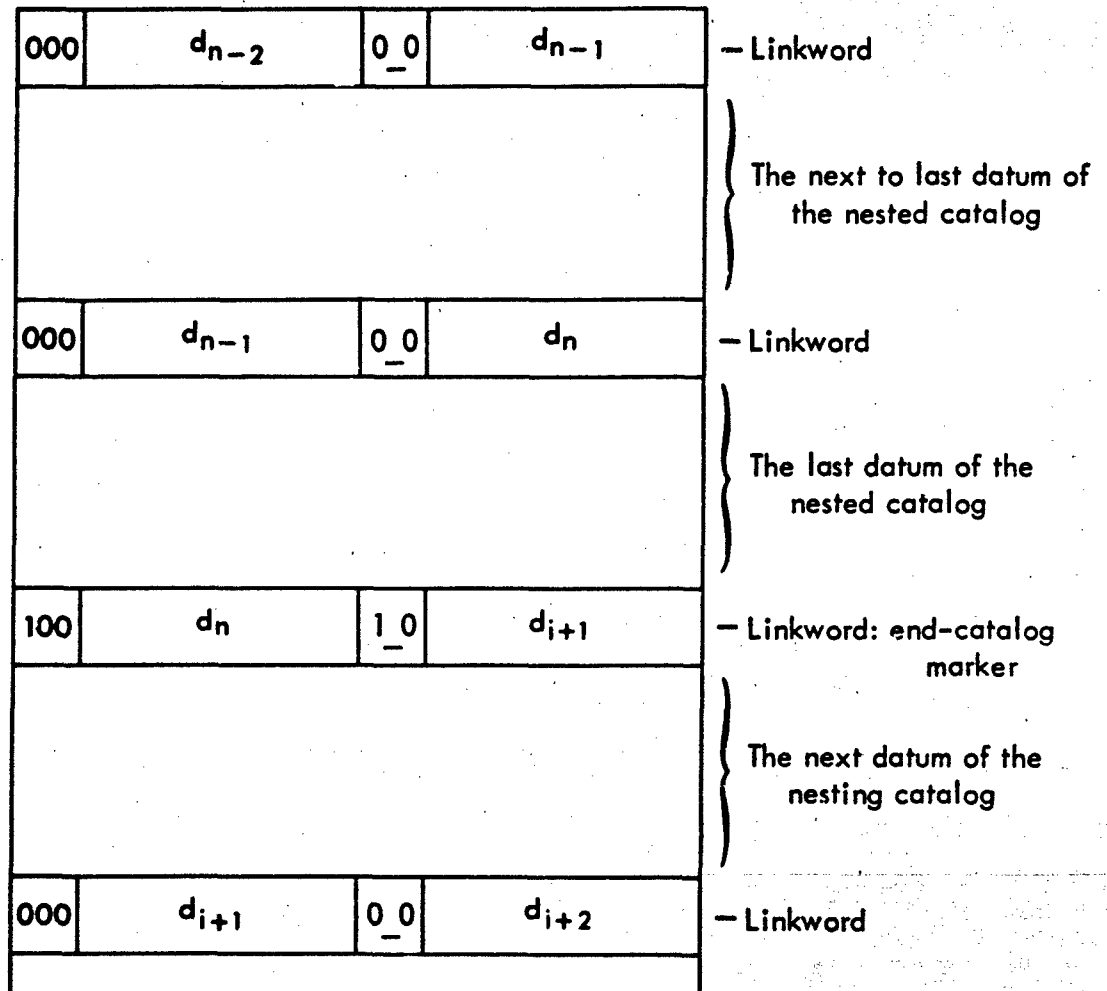 000 d_{n-2} 0_0 d_{n-1} – Linkword
The next to last datum of
the nested catalog
000 d_{n-1} 0_0 d_n – Linkword
The last datum of the
nested catalog
100 d_n 1_0 d_{i+1} – Linkword: end-catalog
marker
The next datum of the
nesting catalog
000 d_{i+1} 0_0 d_{i+2} – Linkword